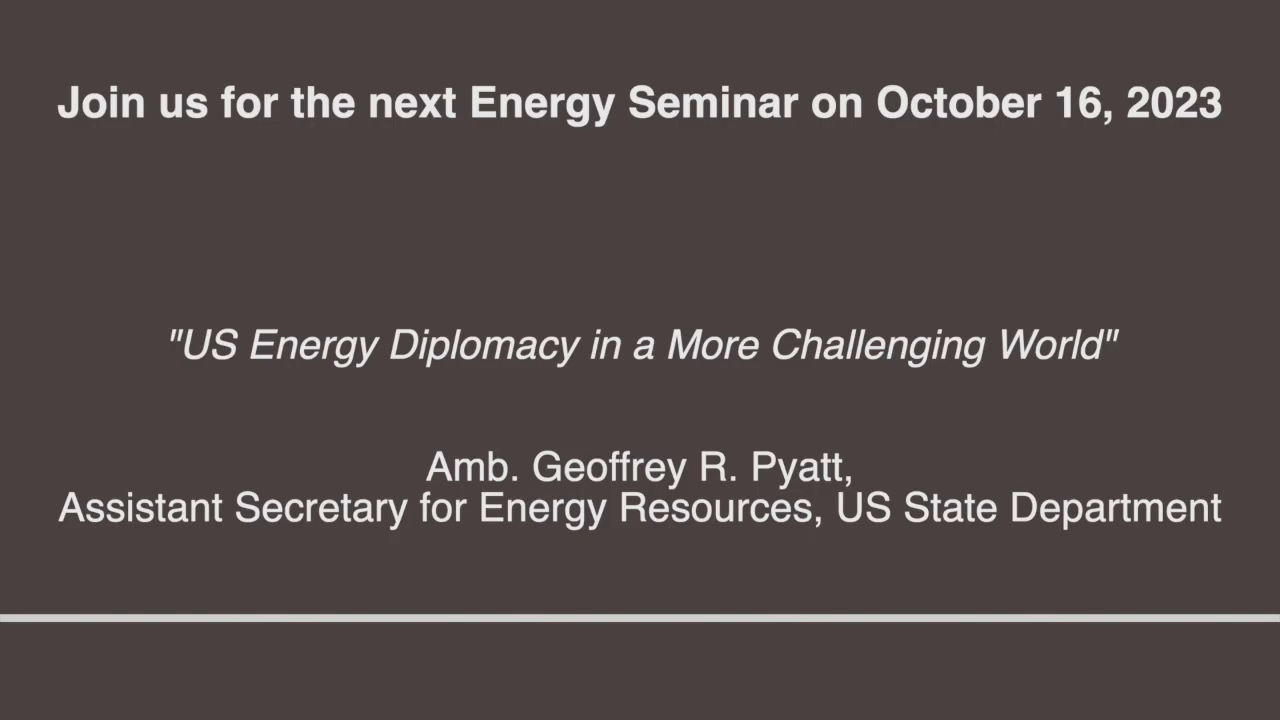 Join us for the next Energy Seminar on October 16, 2023
"US Energy Diplomacy in a More Challenging World"
Amb. Geoffrey R. Pyatt,
Assistant Secretary for Energy Resources, US State Department